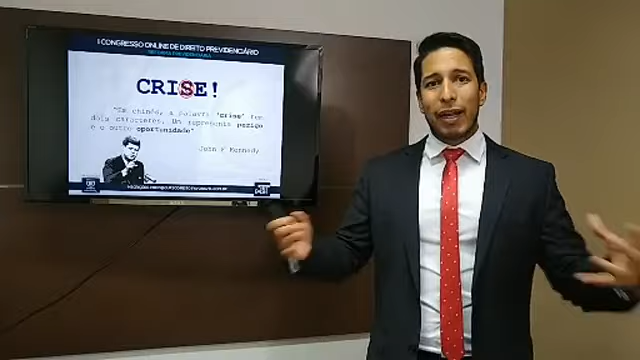 I CONGRESSO ONLINE DE DIREITO PREVIDENCIÁRIO
CRISE!
"Em chinês, a palavra 'crise' tem
dois caracteres. Um representa perigo
e o outro oportunidade"
John F Kennedy